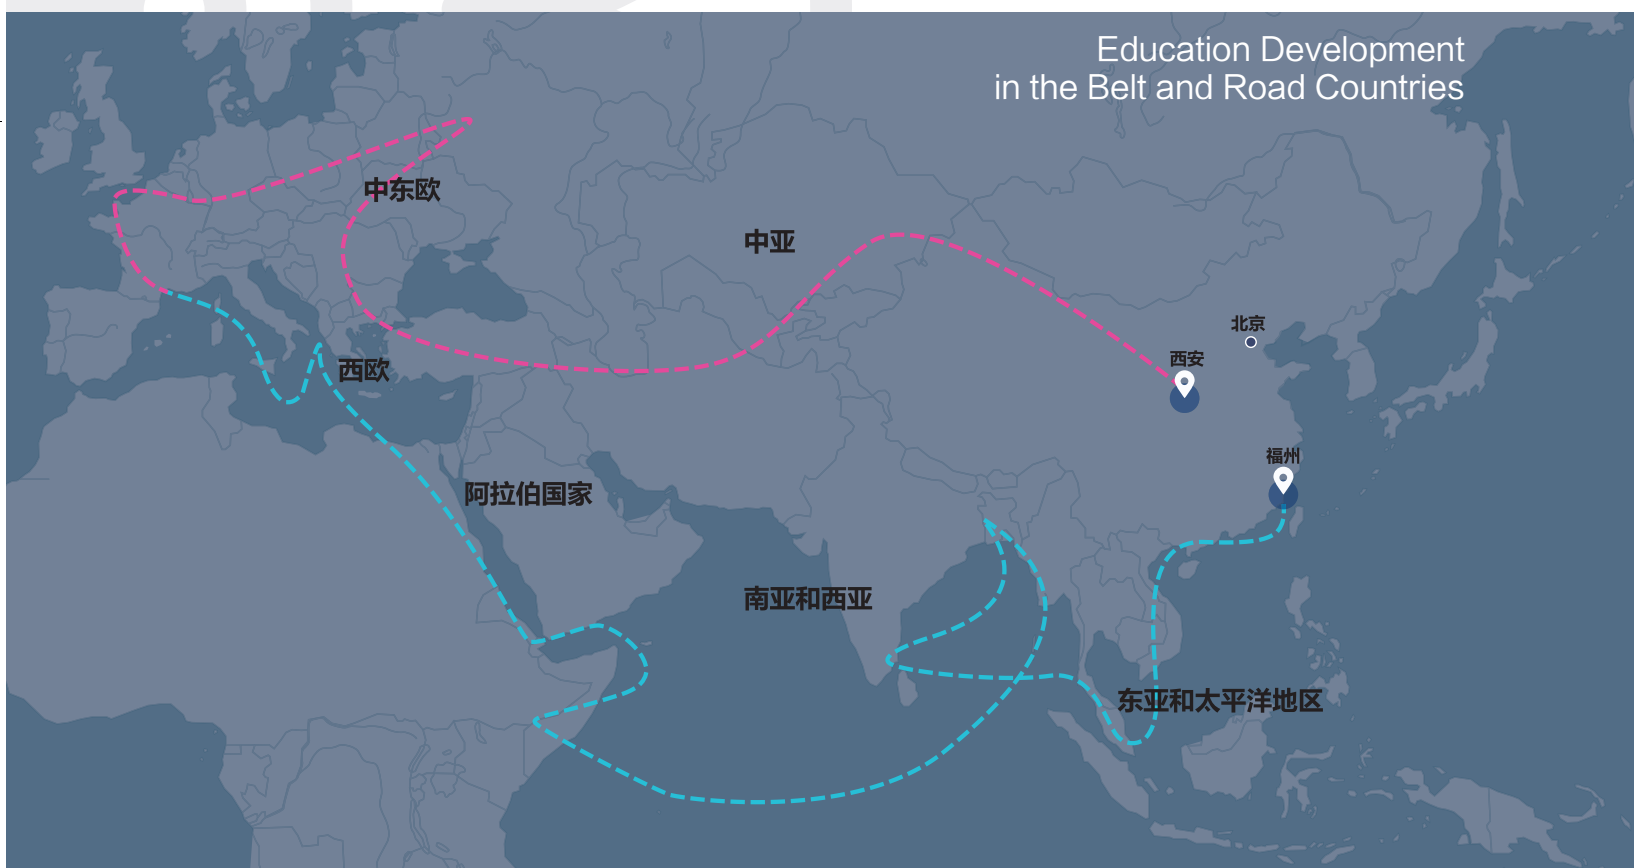 Education Development
in the Belt and Road Countries
中东欧
中亚
北京
西安
西欧
福州
阿拉伯国家
南亚和西亚
东亚和太平洋地区